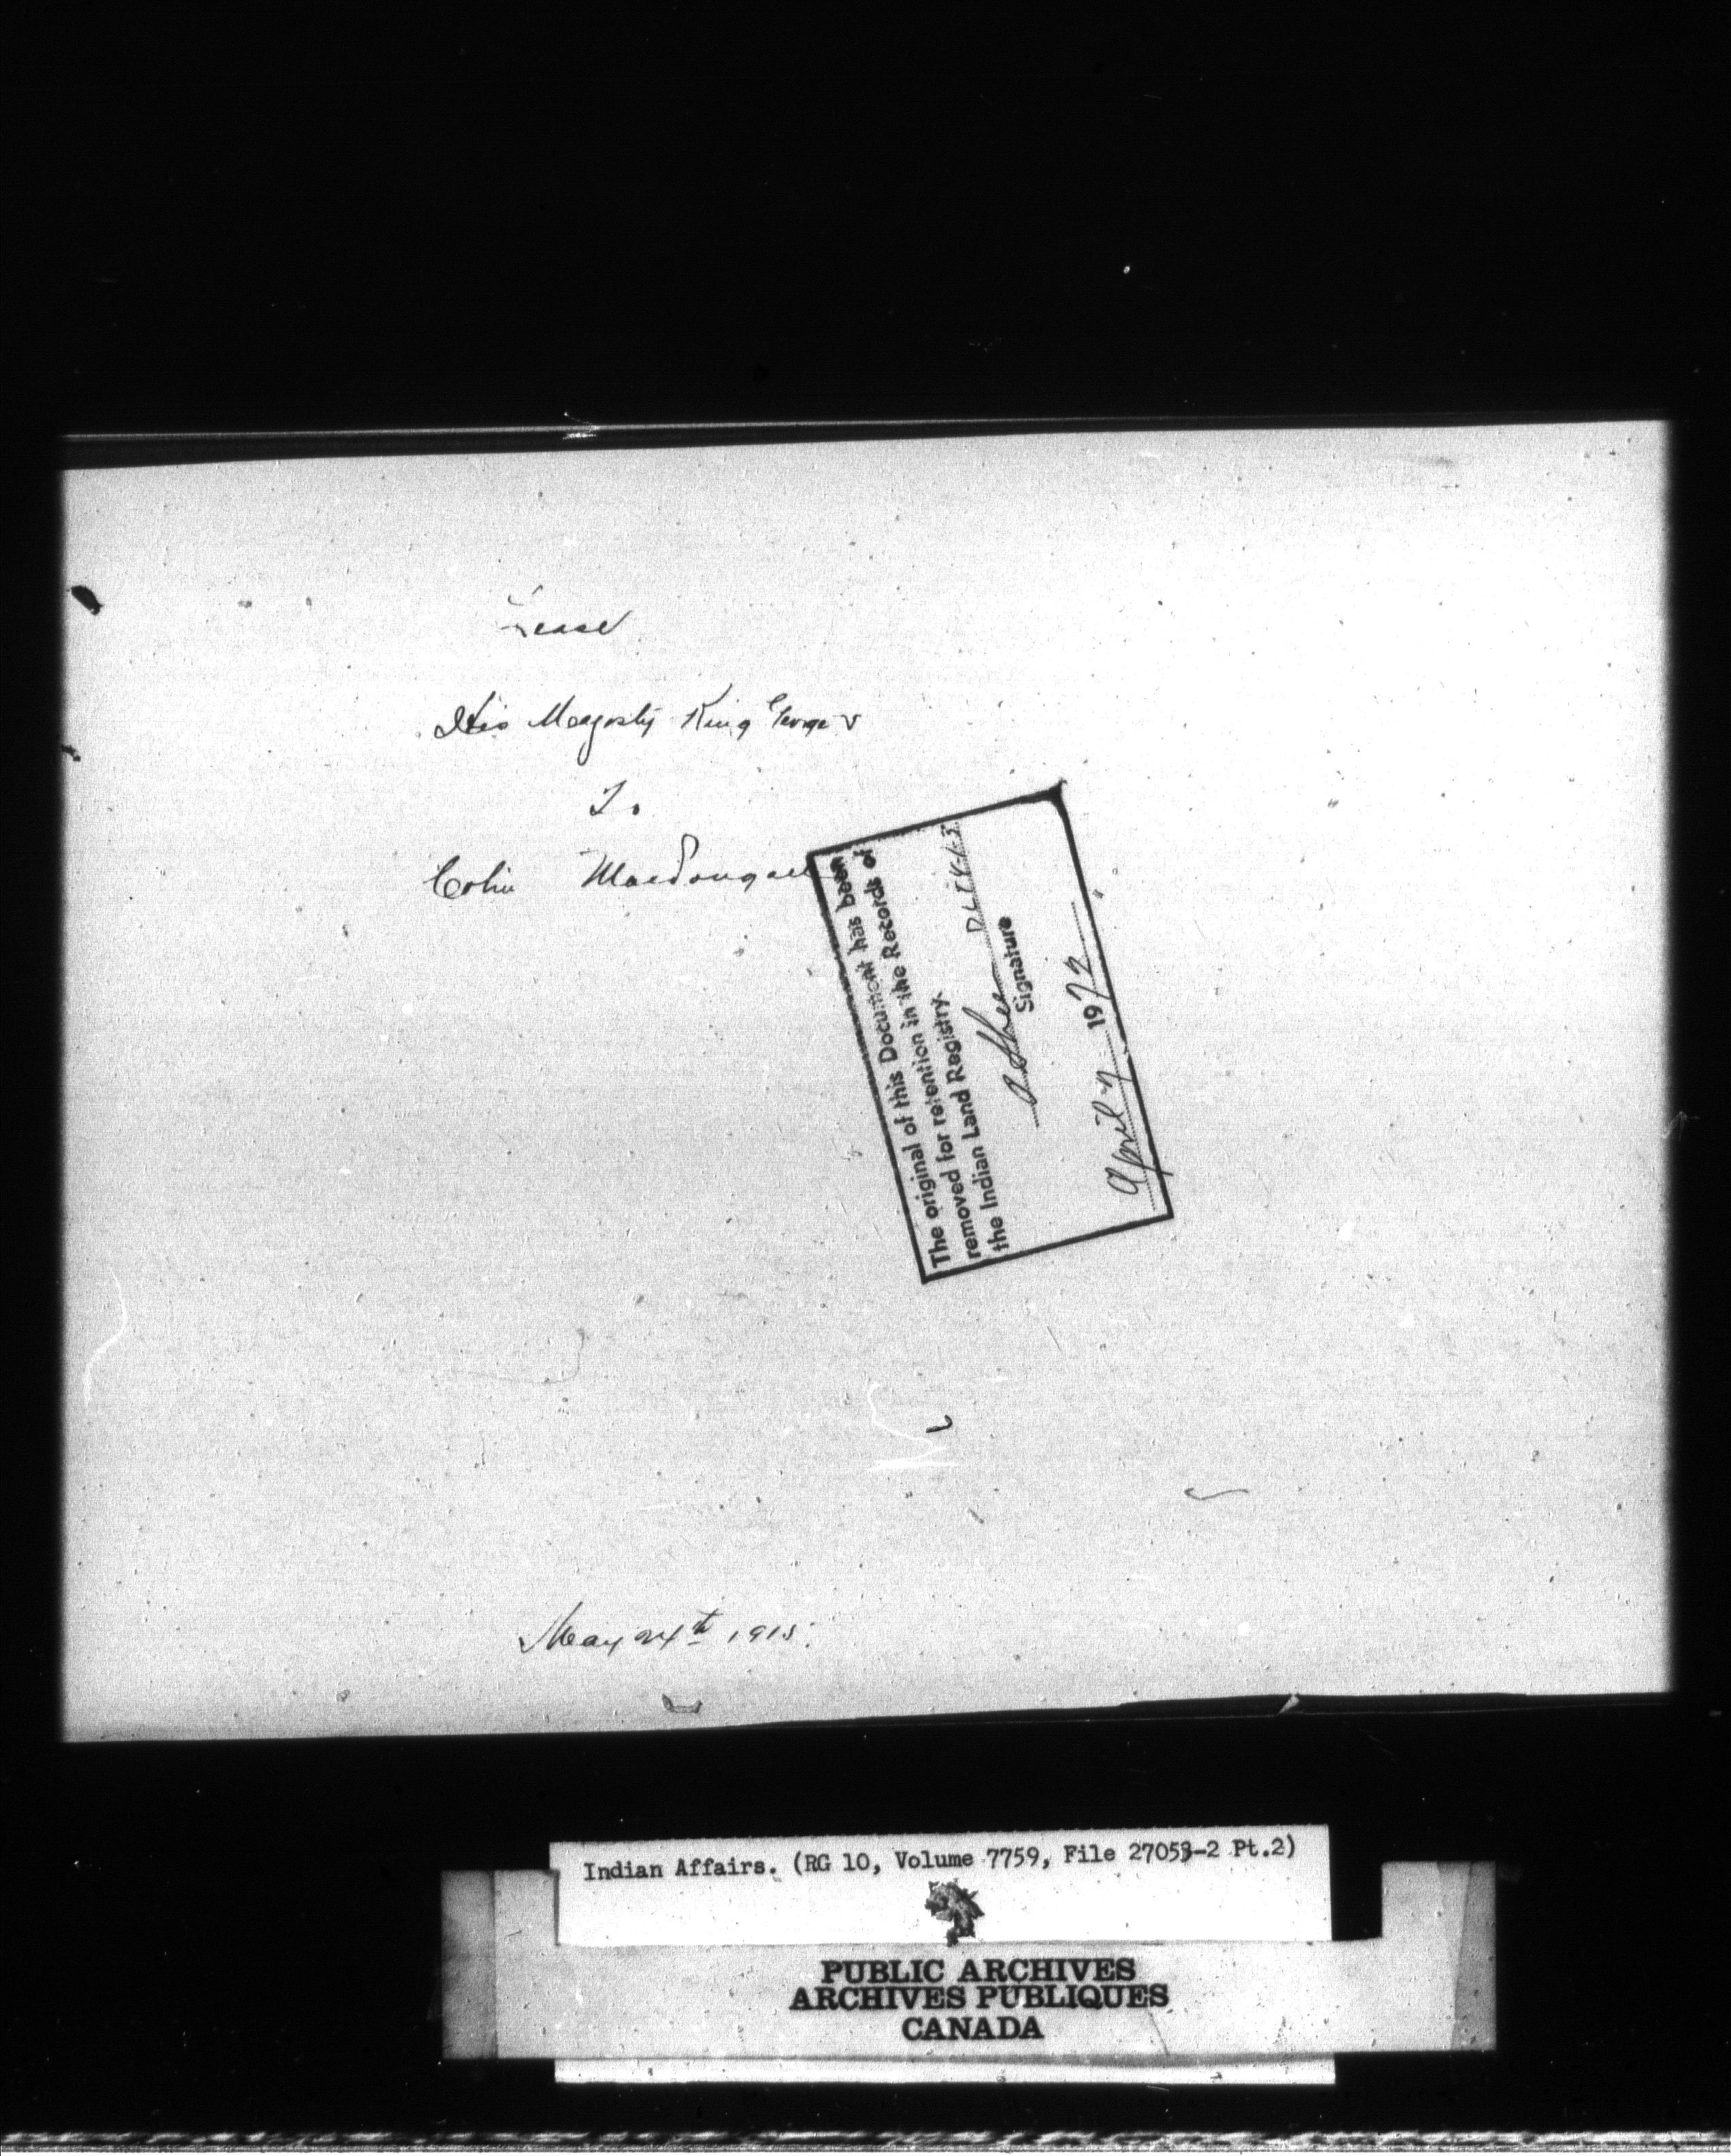 Lease
His Magesty King George V
To
Colin MacDougall
The original of this Document has been
removed for retention in the Records of
the Indian Land Registry.
Signature
April 7 1972
May 24th 1915.
Indian Affairs. (RG 10, Volume 7759, File 27053-2 Pt.2)
PUBLIC ARCHIVES
ARCHIVES PUBLIQUES
CANADA